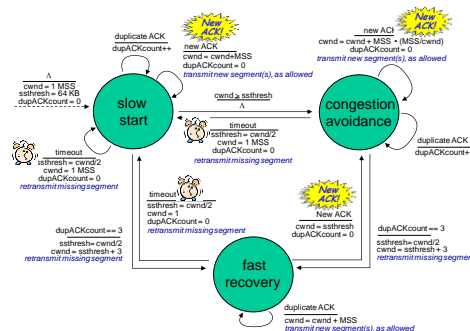 New
ACK!
duplicate ACK
dupACKcount++
new ACK
cwnd = cwnd+MSS
dupACKcount = 0
transmit new segment(s), as allowed
New
ACK!
new ACK
cwnd = cwnd + MSS • (MSS/cwnd)
dupACKcount = 0
transmit new segment(s), as allowed
Λ
cwnd = 1 MSS
ssthresh = 64 KB
dupACKcount = 0
slow
start
cwnd ≥ ssthresh
Λ
congestion
avoidance
timeout
ssthresh = cwnd/2
cwnd = 1 MSS
dupACKcount = 0
retransmit missing segment
duplicate ACK
dupACKcount+
timeout
ssthresh = cwnd/2
cwnd = 1 MSS
dupACKcount = 0
retransmit missing segment
timeout
ssthresh = cwnd/2
cwnd = 1
dupACKcount = 0
retransmit missing segment
New
ACK!
New ACK
cwnd = ssthresh
dupACKcount = 0
dupACKcount == 3
ssthresh= cwnd/2
cwnd = ssthresh + 3
retransmit missing segment
dupACKcount == 3
ssthresh= cwnd/2
cwnd = ssthresh + 3
retransmit missing segment
fast
recovery
duplicate ACK
cwnd = cwnd + MSS
transmit new segment(s), as allowed